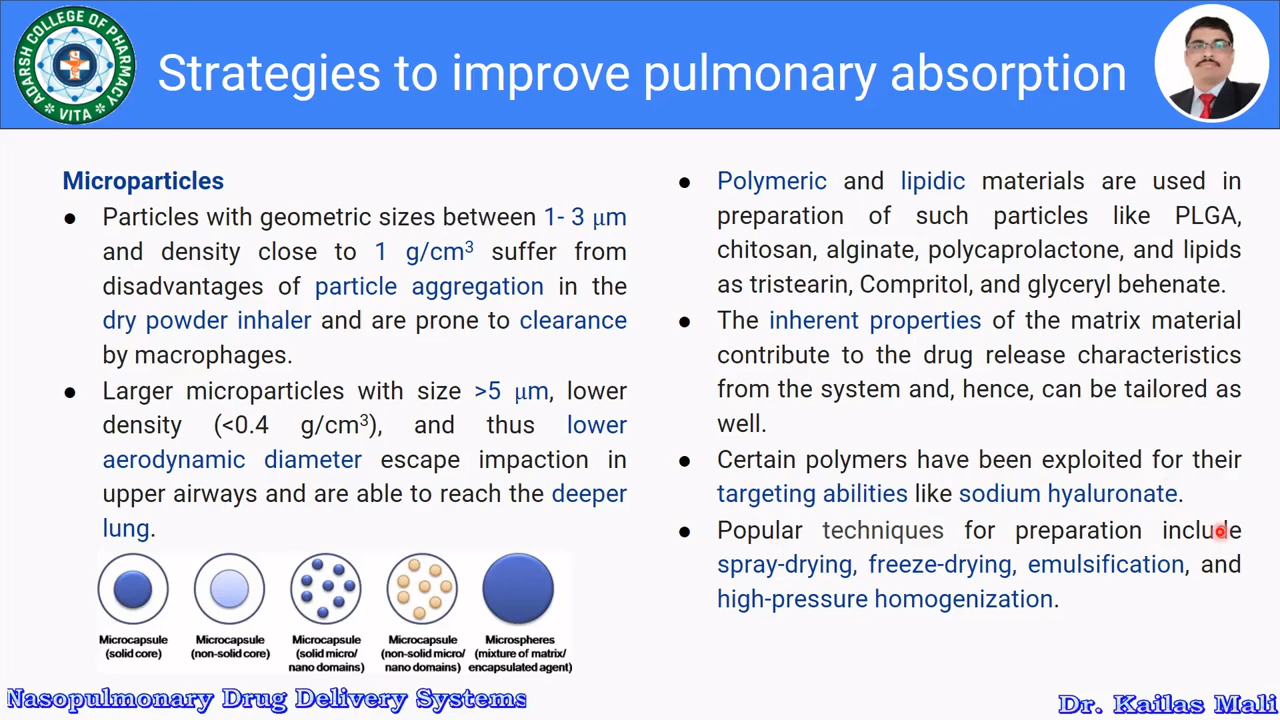 ADARSH COLLEGE OF PHARMACY
VITA
Strategies to improve pulmonary absorption
Microparticles
● Particles with geometric sizes between 1- 3 μm
and density close to 1 g/cm³ suffer from
disadvantages of particle aggregation in the
dry powder inhaler and are prone to clearance
by macrophages.
● Larger microparticles with size >5 μm, lower
density (<0.4 g/cm³), and thus lower
aerodynamic diameter escape impaction in
upper airways and are able to reach the deeper
lung.
Microcapsule
(solid core)
Microcapsule
(non-solid core)
Microcapsule
(solid micro/
nano domains)
Microcapsule
(non-solid micro/
nano domains)
Microspheres
(mixture of matrix/
encapsulated agent)
● Polymeric and lipidic materials are used in
preparation of such particles like PLGA,
chitosan, alginate, polycaprolactone, and lipids
as tristearin, Compritol, and glyceryl behenate.
● The inherent properties of the matrix material
contribute to the drug release characteristics
from the system and, hence, can be tailored as
well.
● Certain polymers have been exploited for their
targeting abilities like sodium hyaluronate.
● Popular techniques for preparation include
spray-drying, freeze-drying, emulsification, and
high-pressure homogenization.
Nasopulmonary Drug Delivery Systems
Dr. Kailas Mali